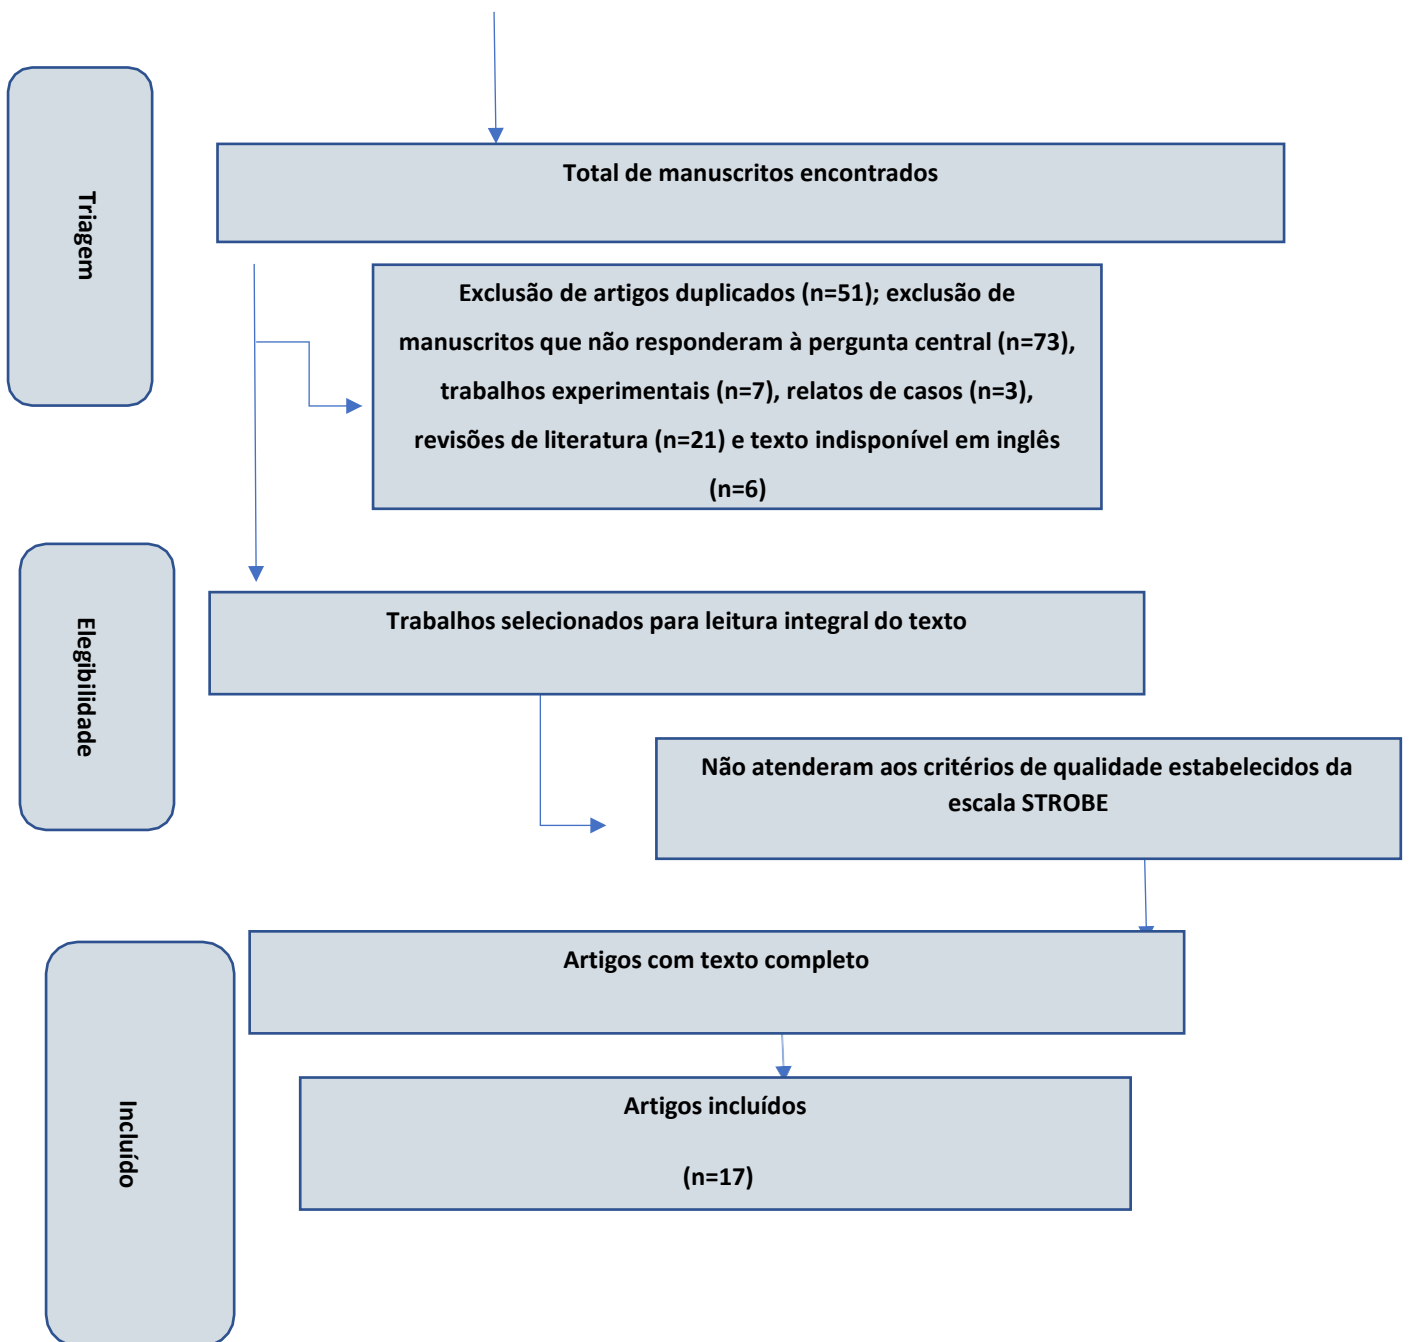 Triagem
Total de manuscritos encontrados
Exclusão de artigos duplicados (n=51); exclusão de
manuscritos que não responderam à pergunta central (n=73),
trabalhos experimentais (n=7), relatos de casos (n=3),
revisões de literatura (n=21) e texto indisponível em inglês
(n=6)
Elegibilidade
Trabalhos selecionados para leitura integral do texto
Não atenderam aos critérios de qualidade estabelecidos da
escala STROBE
Incluído
Artigos com texto completo
Artigos incluídos
(n=17)